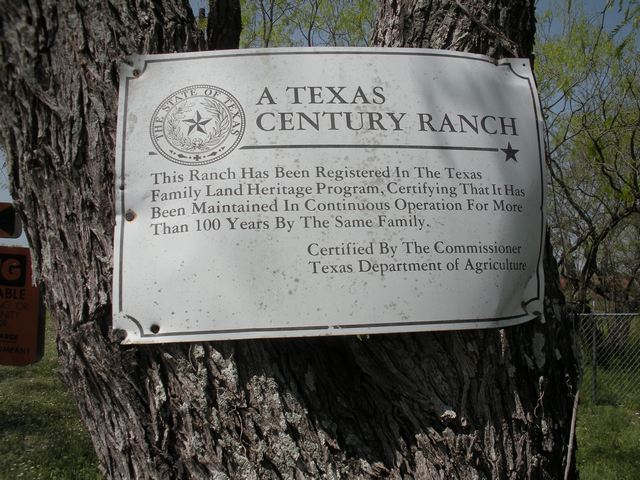 THE STATE OF TEXAS
A TEXAS
CENTURY RANCH
This Ranch Has Been Registered In The Texas
Family Land Heritage Program, Certifying That It Has
Been Maintained In Continuous Operation For More
Than 100 Years By The Same Family.
Certified By The Commissioner
Texas Department of Agriculture
G
ABLE
OR